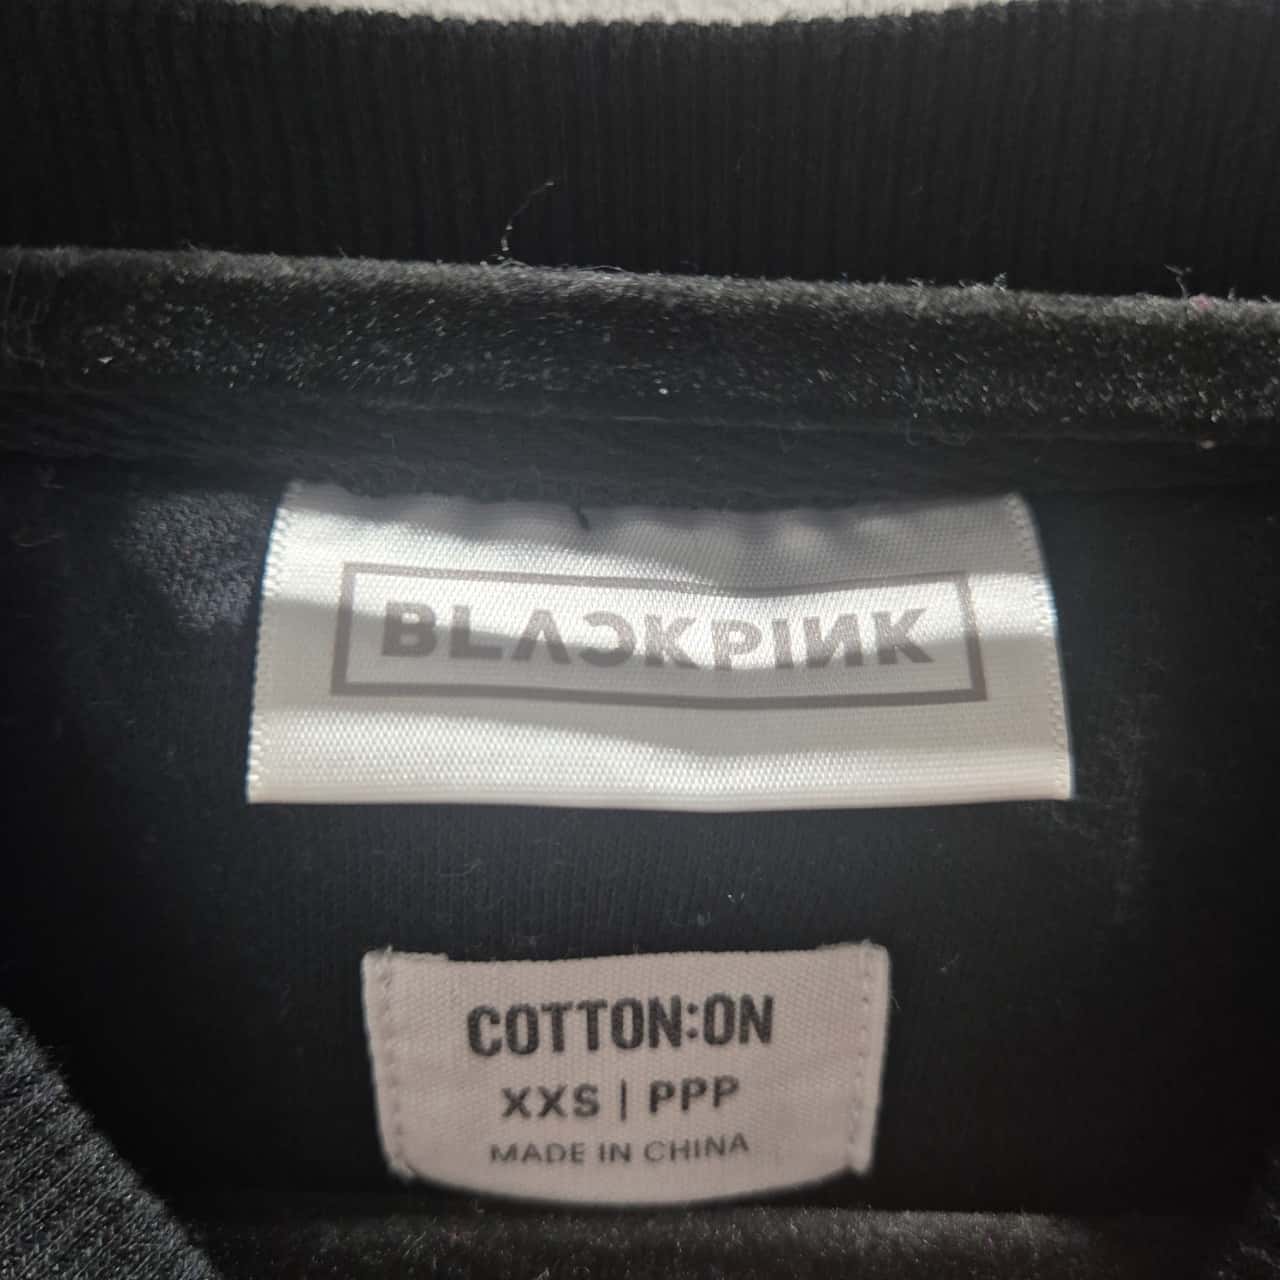 BLACKPINK
COTTON:ON
XXS | PPP
MADE IN CHINA